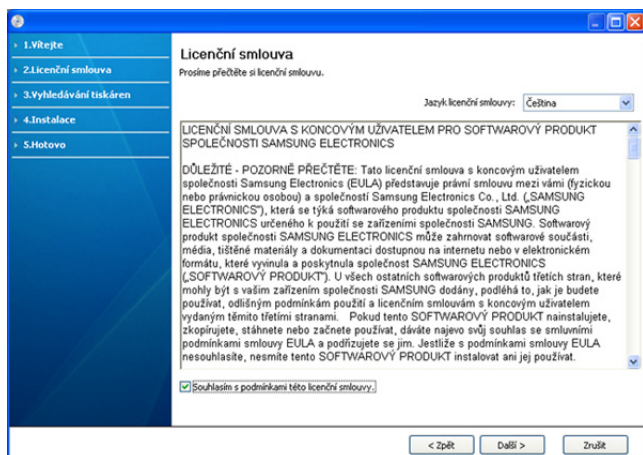 1.Vítejte
2.Licenční smlouva
3.Vyhledávání tiskáren
4.Instalace
5.Hotovo
Licenční smlouva
Prosíme přečtěte si licenční smlouvu.
Jazyk licenční smlouvy: Čeština
LICENČNÍ SMLOUVA S KONCOVÝM UŽIVATELEM PRO SOFTWAROVÝ PRODUKT
SPOLEČNOSTI SAMSUNG ELECTRONICS
DŮLEŽITÉ - POZORNĚ PŘEČTĚTE: Tato licenční smlouva s koncovým uživatelem
společnosti Samsung Electronics (EULA) představuje právní smlouvu mezi vámi (fyzickou
nebo právnickou osobou) a společností Samsung Electronics Co., Ltd. („SAMSUNG
ELECTRONICS"), která se týká softwarového produktu společnosti SAMSUNG
ELECTRONICS určeného k použití se zařízeními společnosti SAMSUNG. Softwarový
produkt společnosti SAMSUNG ELECTRONICS může zahrnovat softwarové součásti,
média, tištěné materiály a dokumentaci dostupnou na internetu nebo v elektronickém
formátu, které vyvinula a poskytnula společnost SAMSUNG ELECTRONICS
(„SOFTWAROVÝ PRODUKT"). U všech ostatních softwarových produktů třetích stran, které
mohly být s vaším zařízením společnosti SAMSUNG dodány, podléhá to, jak je budete
používat, odlišným podmínkám použití a licenčním smlouvám s koncovým uživatelem
vydaným těmito třetími stranami. Pokud tento SOFTWAROVÝ PRODUKT nainstalujete,
zkopírujete, stáhnete nebo začnete používat, dáváte najevo svůj souhlas se smluvními
podmínkami smlouvy EULA a podřizujete se jim. Jestliže s podmínkami smlouvy EULA
nesouhlasíte, nesmíte tento SOFTWAROVÝ PRODUKT instalovat ani jej používat.
Souhlasím s podmínkami této licenční smlouvy.
< Zpět Další > Zrušit